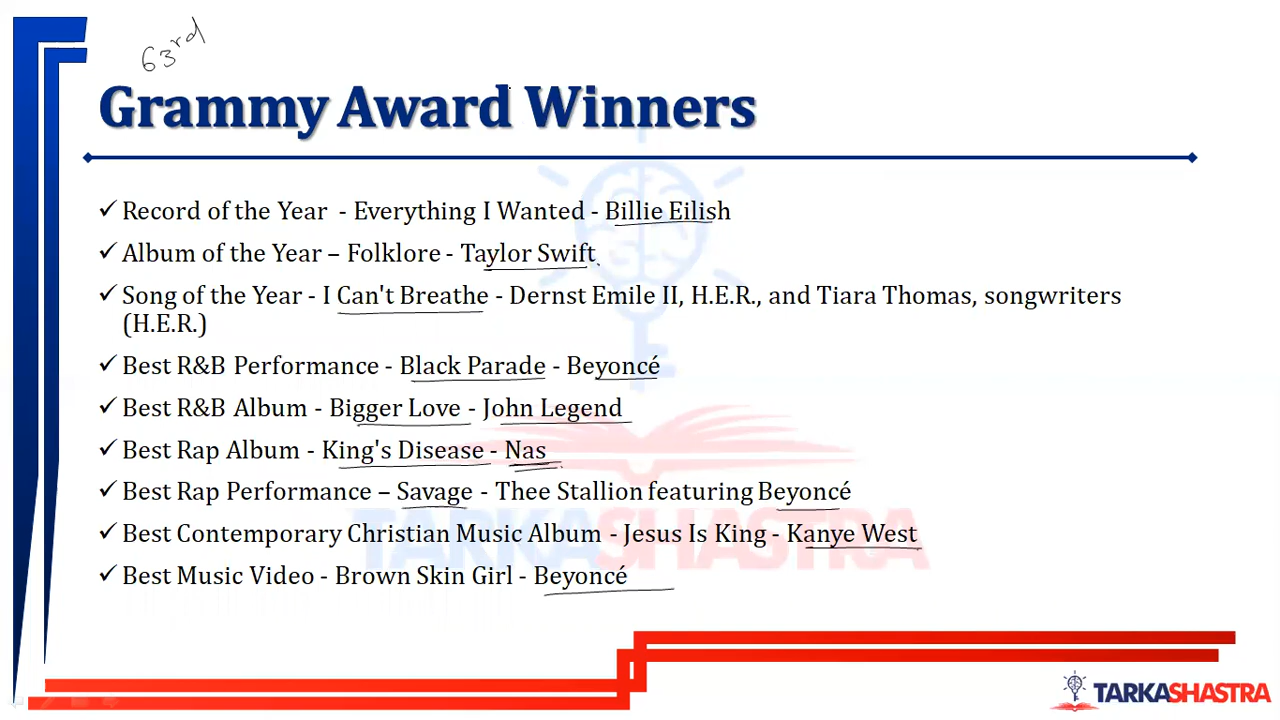 63rd
Grammy Award Winners
✓ Record of the Year - Everything I Wanted - Billie Eilish
✓ Album of the Year – Folklore - Taylor Swift
✓ Song of the Year - I Can't Breathe - Dernst Emile II, H.E.R., and Tiara Thomas, songwriters
(H.E.R.)
✓ Best R&B Performance - Black Parade - Beyoncé
✓ Best R&B Album - Bigger Love - John Legend
✓ Best Rap Album - King's Disease - Nas
✓ Best Rap Performance – Savage - Thee Stallion featuring Beyoncé
✓ Best Contemporary Christian Music Album - Jesus Is King - Kanye West
✓ Best Music Video - Brown Skin Girl - Beyoncé
TARKASHASTRA
TARKASHASTRA